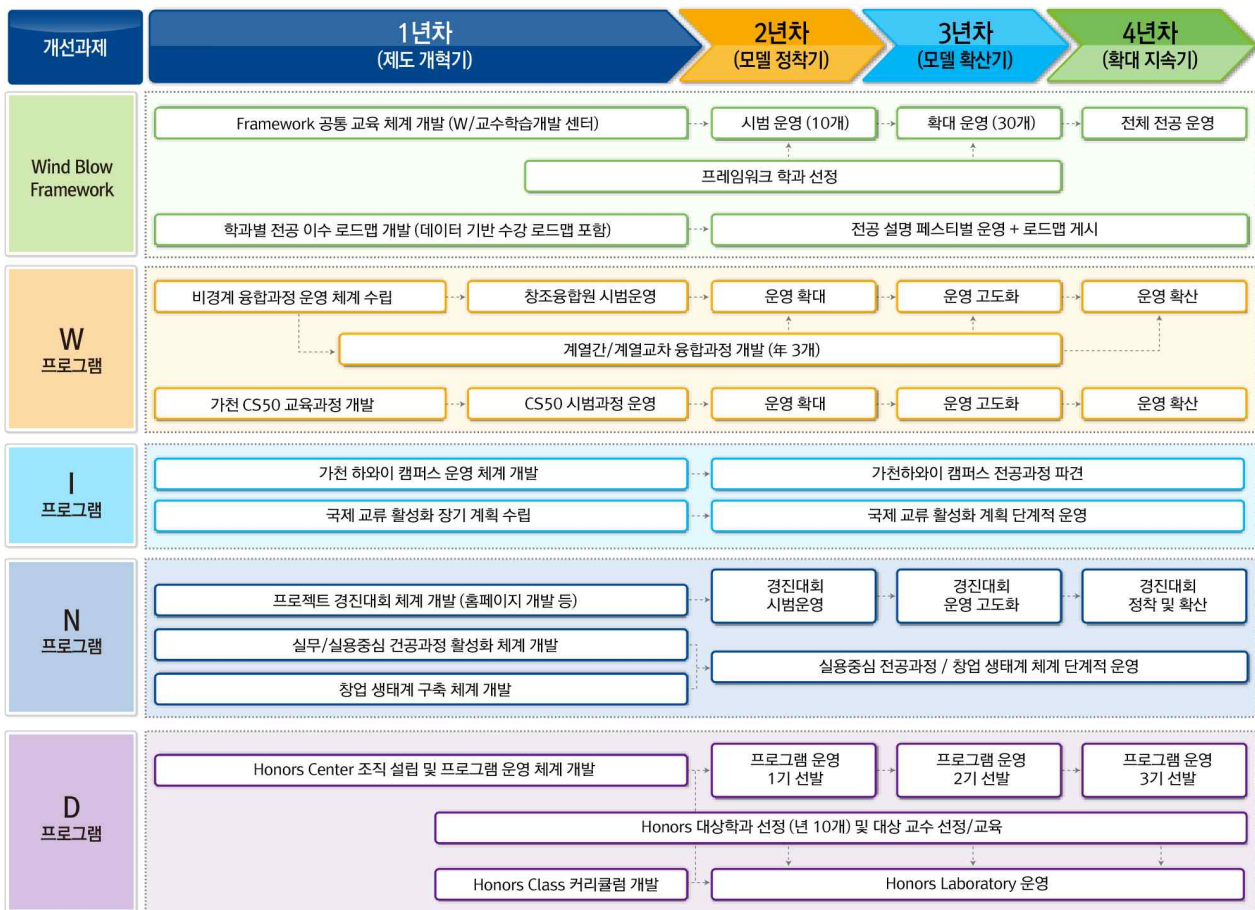 개선과제
1년차
(제도 개혁기)
2년차
(모델 정착기)
3년차
(모델 확산기)
4년차
(확대 지속기)
Wind Blow
Framework
Framework 공통 교육 체계 개발 (W/교수학습개발 센터)
시범 운영 (10개)
확대 운영 (30개)
전체 전공 운영
프레임워크 학과 선정
학과별 전공 이수 로드맵 개발 (데이터 기반 수강 로드맵 포함)
전공 설명 페스티벌 운영 + 로드맵 게시
W
프로그램
비경계 융합과정 운영 체계 수립
창조융합원 시범운영
운영 확대
운영 고도화
운영 확산
계열간/계열교차 융합과정 개발 (年 3개)
가천 CS50 교육과정 개발
CS50 시범과정 운영
운영 확대
운영 고도화
운영 확산
I
프로그램
가천 하와이 캠퍼스 운영 체계 개발
가천하와이 캠퍼스 전공과정 파견
국제 교류 활성화 장기 계획 수립
국제 교류 활성화 계획 단계적 운영
N
프로그램
프로젝트 경진대회 체계 개발 (홈페이지 개발 등)
경진대회
시범운영
경진대회
운영 고도화
경진대회
정착 및 확산
실무/실용중심 건공과정 활성화 체계 개발
실용중심 전공과정 / 창업 생태계 체계 단계적 운영
창업 생태계 구축 체계 개발
D
프로그램
Honors Center 조직 설립 및 프로그램 운영 체계 개발
프로그램 운영
1기 선발
프로그램 운영
2기 선발
프로그램 운영
3기 선발
Honors 대상학과 선정 (년 10개) 및 대상 교수 선정/교육
Honors Class 커리큘럼 개발
Honors Laboratory 운영